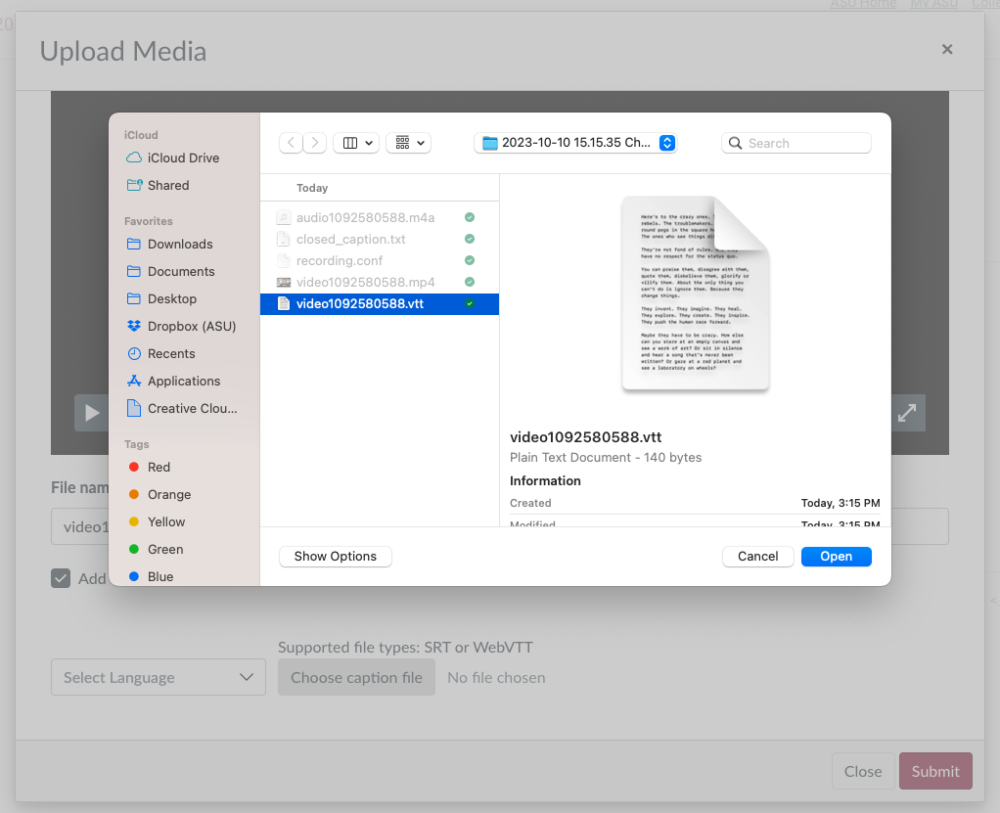 ASU Home My ASU
20
Upload Media
×
iCloud
iCloud Drive
Shared
Favorites
Downloads
Documents
Desktop
Dropbox (ASU)
Recents
Applications
Creative Clou...
Tags
Red
Orange
Yellow
Green
Blue
2023-10-10 15.15.35 Ch...
Search
Today
audio1092580588.m4a
closed_caption.txt
recording.conf
video1092580588.mp4
video1092580588.vtt
Here's to the crazy ones.
rebels. The troublemakers.
round pegs in the square
The ones who see things
They're not fond of rules. And they
have no respect for the status quo.
You can praise them, disagree with them,
quote them, disbelieve them, glorify or
vilify them. About the only thing you
can't do is ignore them. Because they
change things.
They invent. They imagine. They heal.
They explore. They create. They inspire.
They push the human race forward.
Maybe they have to be crazy. How else
can you stare at an empty canvas and
see a work of art? Or sit in silence
and hear a song that's never been
written? Or gaze at a red planet and
see a laboratory on wheels?
video1092580588.vtt
Plain Text Document - 140 bytes
Information
Created Today, 3:15 PM
Modified Today, 3:15 PM
Show Options
Cancel
Open
File nam
video1
Add
Supported file types: SRT or WebVTT
Select Language
Choose caption file
No file chosen
Close
Submit